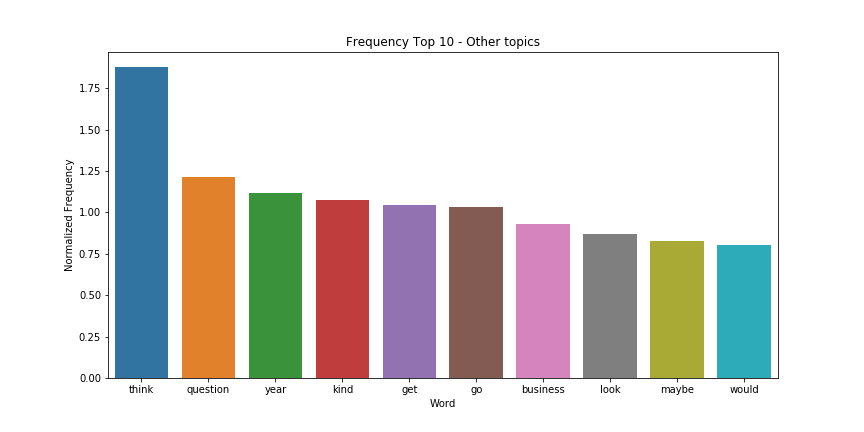 Frequency Top 10 - Other topics
Normalized Frequency
1.75
1.50
1.25
1.00
0.75
0.50
0.25
0.00
think question year kind get go business look maybe would
Word